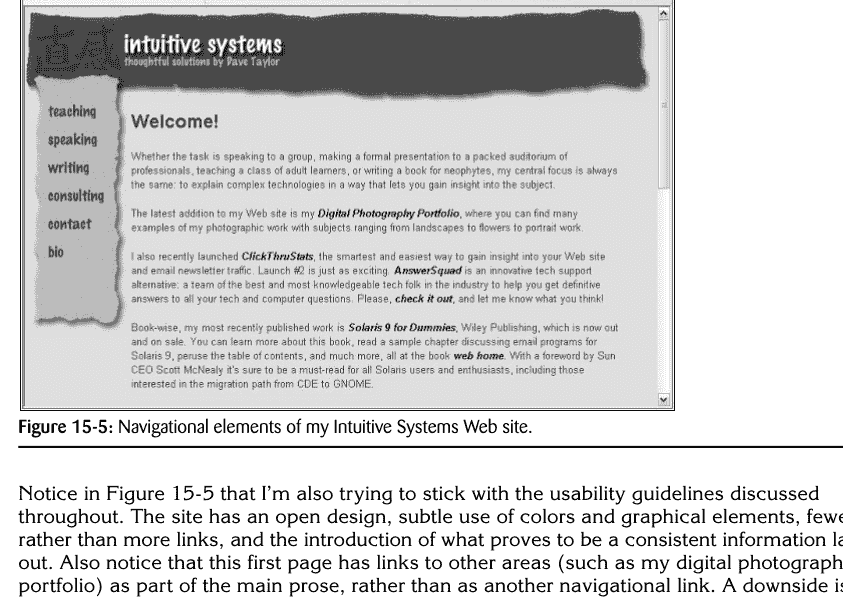 直感
intuitive systems
thoughtful solutions by Dave Taylor
teaching
speaking
writing
consulting
contact
bio
Welcome!
Whether the task is speaking to a group, making a formal presentation to a packed auditorium of
professionals, teaching a class of adult learners, or writing a book for neophytes, my central focus is always
the same: to explain complex technologies in a way that lets you gain insight into the subject.
The latest addition to my Web site is my Digital Photography Portfolio, where you can find many
examples of my photographic work with subjects ranging from landscapes to flowers to portrait work.
I also recently launched ClickThruStats, the smartest and easiest way to gain insight into your Web site
and email newsletter traffic. Launch #2 is just as exciting. AnswerSquad is an innovative tech support
alternative: a team of the best and most knowledgeable tech folk in the industry to help you get definitive
answers to all your tech and computer questions. Please, check it out, and let me know what you think!
Book-wise, my most recently published work is Solaris 9 for Dummies, Wiley Publishing, which is now out
and on sale. You can learn more about this book, read a sample chapter discussing email programs for
Solaris 9, peruse the table of contents, and much more, all at the book web home. With a foreword by Sun
CEO Scott McNealy it's sure to be a must-read for all Solaris users and enthusiasts, including those
interested in the migration path from CDE to GNOME.
Figure 15-5: Navigational elements of my Intuitive Systems Web site.
Notice in Figure 15-5 that I'm also trying to stick with the usability guidelines discussed
throughout. The site has an open design, subtle use of colors and graphical elements, fewe
rather than more links, and the introduction of what proves to be a consistent information la
out. Also notice that this first page has links to other areas (such as my digital photograph
portfolio) as part of the main prose, rather than as another navigational link. A downside is